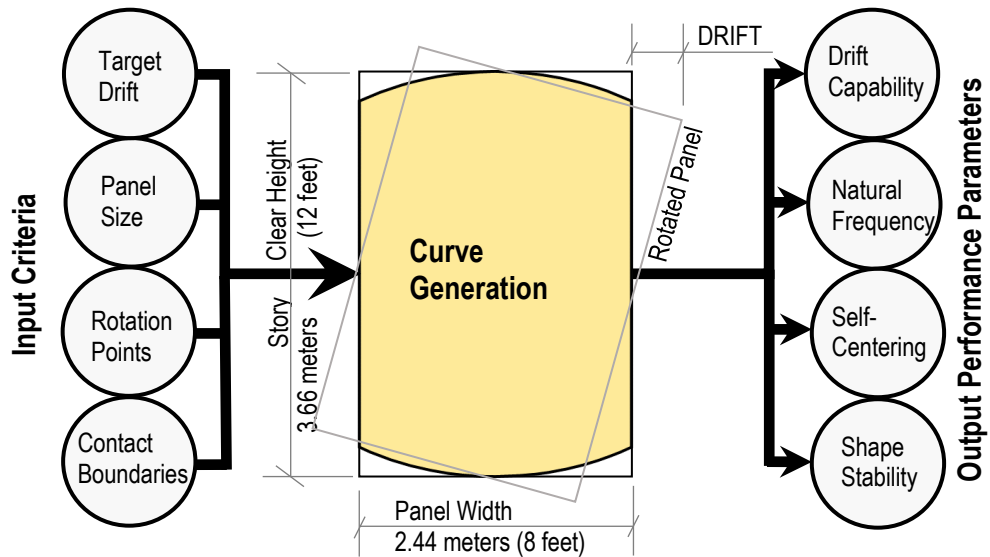 Input Criteria
Target
Drift
Panel
Size
Rotation
Points
Contact
Boundaries
Story Clear Height
3.66 meters (12 feet)
Curve
Generation
Rotated Panel
DRIFT
Panel Width
2.44 meters (8 feet)
Drift
Capability
Natural
Frequency
Self-
Centering
Shape
Stability
Output Performance Parameters